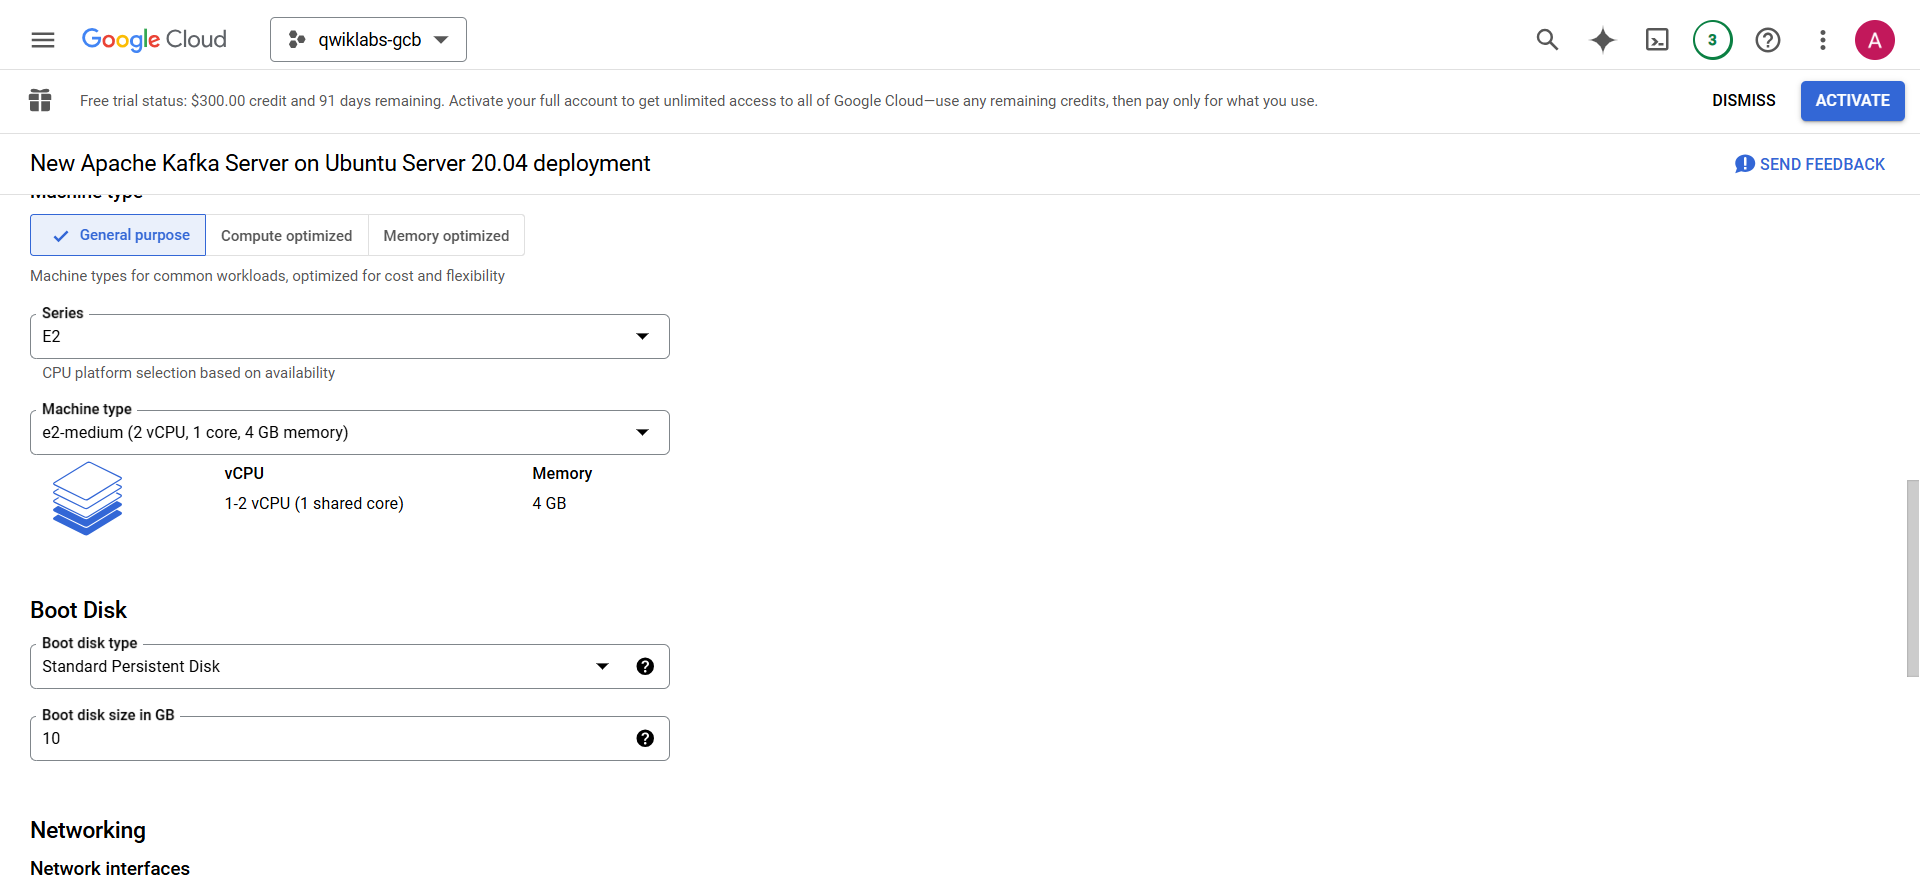 Google Cloud
qwiklabs-gcb
3
A
Free trial status: $300.00 credit and 91 days remaining. Activate your full account to get unlimited access to all of Google Cloud—use any remaining credits, then pay only for what you use.
DISMISS
ACTIVATE
New Apache Kafka Server on Ubuntu Server 20.04 deployment
SEND FEEDBACK
Machine type
General purpose
Compute optimized
Memory optimized
Machine types for common workloads, optimized for cost and flexibility
Series
E2
CPU platform selection based on availability
Machine type
e2-medium (2 vCPU, 1 core, 4 GB memory)
vCPU
Memory
1-2 vCPU (1 shared core)
4 GB
Boot Disk
Boot disk type
Standard Persistent Disk
Boot disk size in GB
10
Networking
Network interfaces